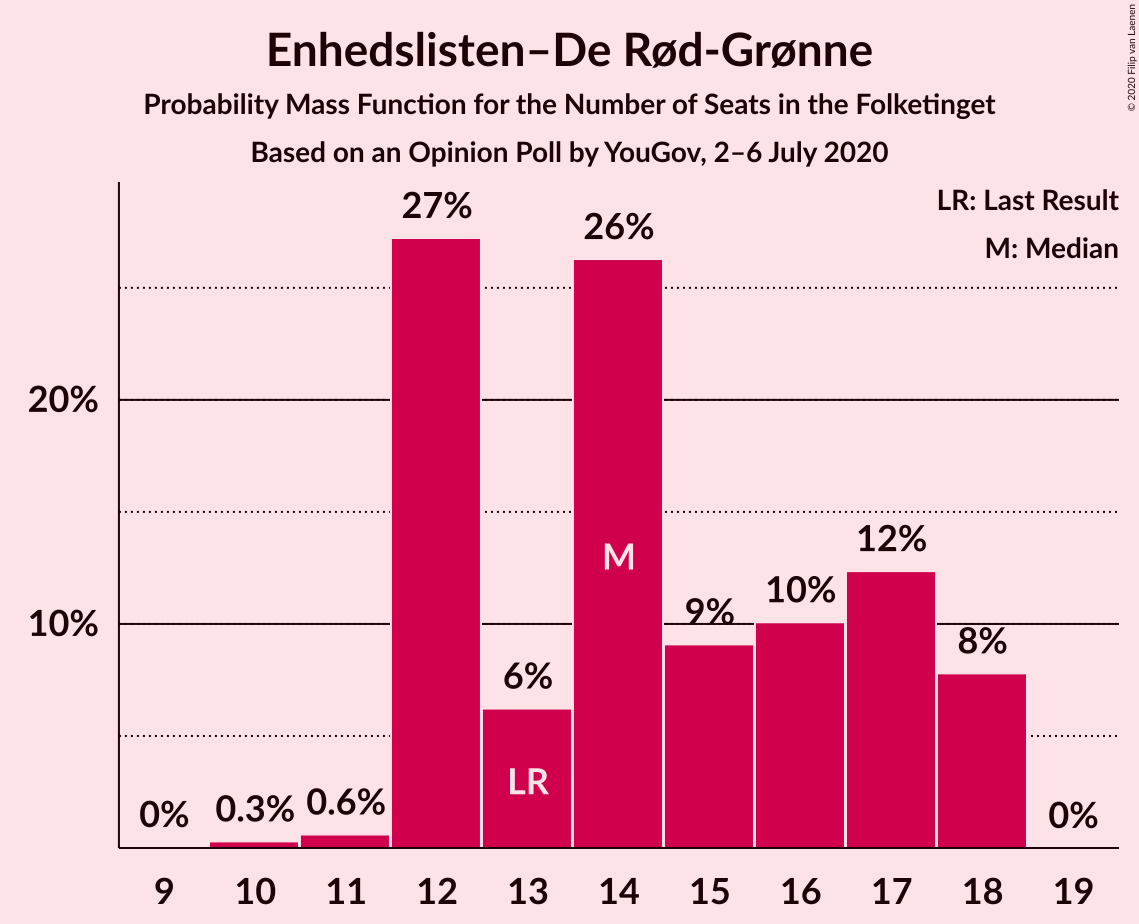 Enhedslisten–De Rød-Grønne
Probability Mass Function for the Number of Seats in the Folketinget
Based on an Opinion Poll by YouGov, 2–6 July 2020
© 2020 Filip van Laenen
LR: Last Result
M: Median
27%
26%
20%
12%
M
10%
9%
10%
8%
6%
LR
0%
0.3%
0.6%
0%
9 10 11 12 13 14 15 16 17 18 19